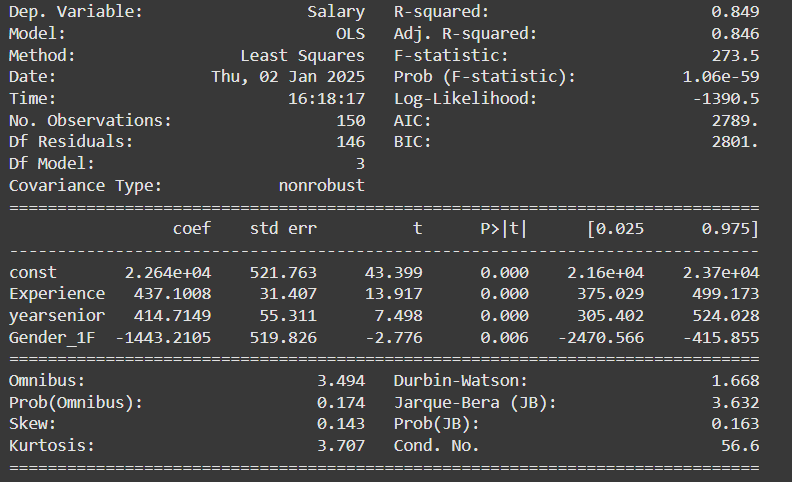 Dep. Variable: Salary R-squared: 0.849
Model: OLS Adj. R-squared: 0.846
Method: Least Squares F-statistic: 273.5
Date: Thu, 02 Jan 2025 Prob (F-statistic): 1.06e-59
Time: 16:18:17 Log-Likelihood: -1390.5
No. Observations: 150 AIC: 2789.
Df Residuals: 146 BIC: 2801.
Df Model: 3
Covariance Type: nonrobust
==============================================================================
coef std err t P>|t| [0.025 0.975]
------------------------------------------------------------------------------
const 2.264e+04 521.763 43.399 0.000 2.16e+04 2.37e+04
Experience 437.1008 31.407 13.917 0.000 375.029 499.173
yearsenior 414.7149 55.311 7.498 0.000 305.402 524.028
Gender_1F -1443.2105 519.826 -2.776 0.006 -2470.566 -415.855
==============================================================================
Omnibus: 3.494 Durbin-Watson: 1.668
Prob(Omnibus): 0.174 Jarque-Bera (JB): 3.632
Skew: 0.143 Prob(JB): 0.163
Kurtosis: 3.707 Cond. No. 56.6
==============================================================================